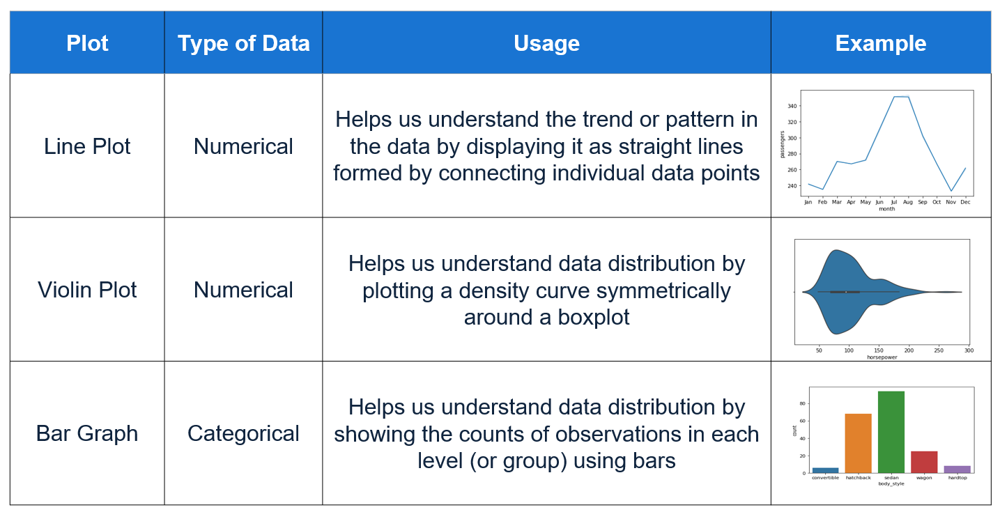 Plot
Type of Data
Usage
Example
Line Plot
Numerical
Helps us understand the trend or pattern in
the data by displaying it as straight lines
formed by connecting individual data points
340
320
300
280
260
240
passengers
Jan Feb Mar Apr May Jun Jul Aug Sep Oct Nov Dec
month
Violin Plot
Numerical
Helps us understand data distribution by
plotting a density curve symmetrically
around a boxplot
50 100 150 200 250 300
horsepower
Bar Graph
Categorical
Helps us understand data distribution by
showing the counts of observations in each
level (or group) using bars
80
60
40
20
0
count
convertible hatchback sedan wagon hardtop
body_style